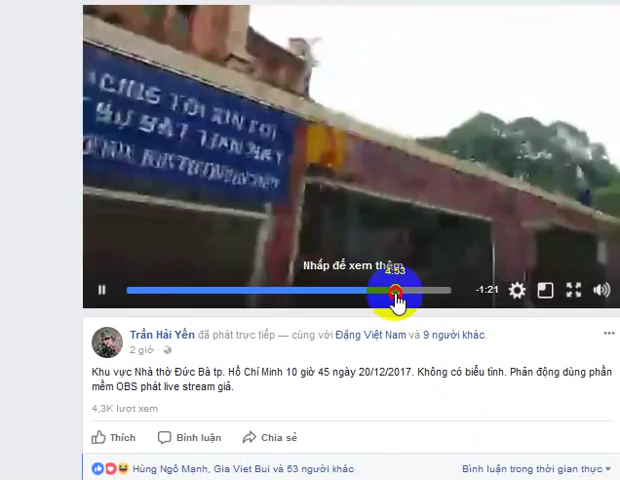 CHÚNG TÔI XIN LỖI
Nhấp để xem thêm
4:53
-1:21
Trần Hải Yến đã phát trực tiếp — cùng với Đặng Việt Nam và 9 người khác.
2 giờ ·
Khu vực Nhà thờ Đức Bà tp. Hồ Chí Minh 10 giờ 45 ngày 20/12/2017. Không có biểu tình. Phản động dùng phần
mềm OBS phát live stream giả.
4,3K lượt xem
Thích Bình luận Chia sẻ
Hùng Ngô Mạnh, Gia Viet Bui và 53 người khác Bình luận trong thời gian thực